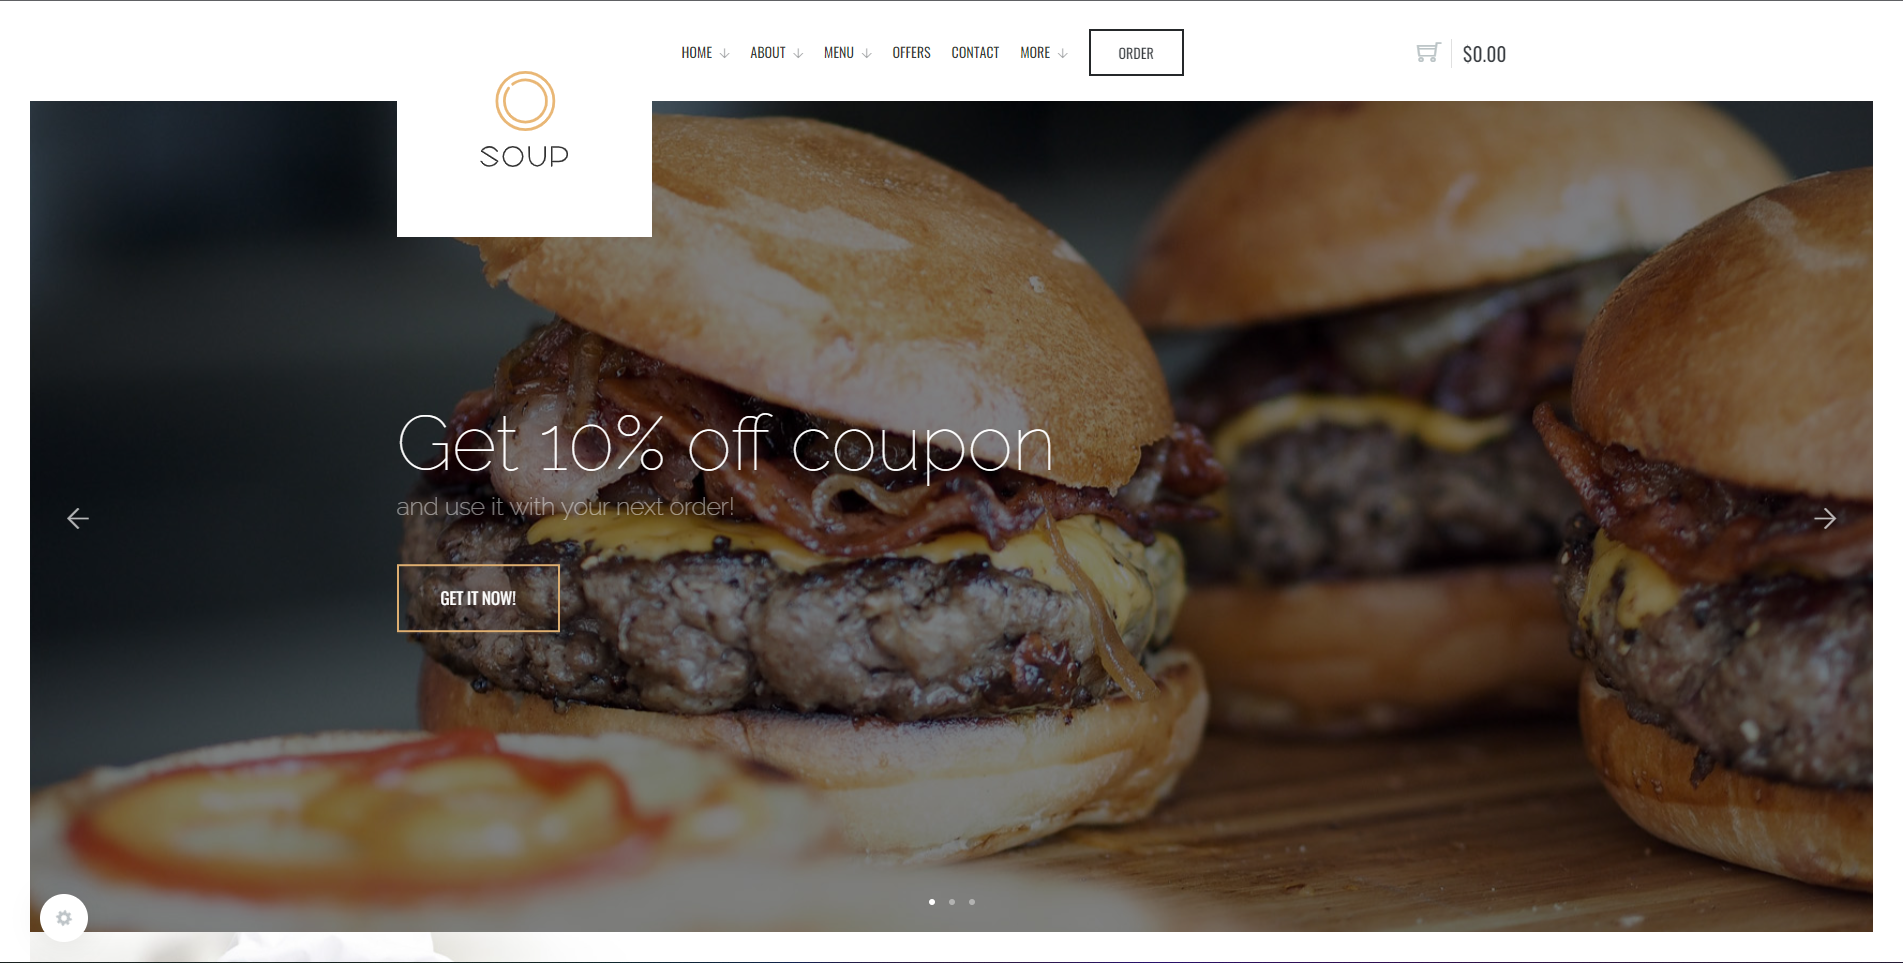 HOME ABOUT MENU OFFERS CONTACT MORE ORDER $0.00
SOUP
Get 10% off coupon
and use it with your next order!
GET IT NOW!